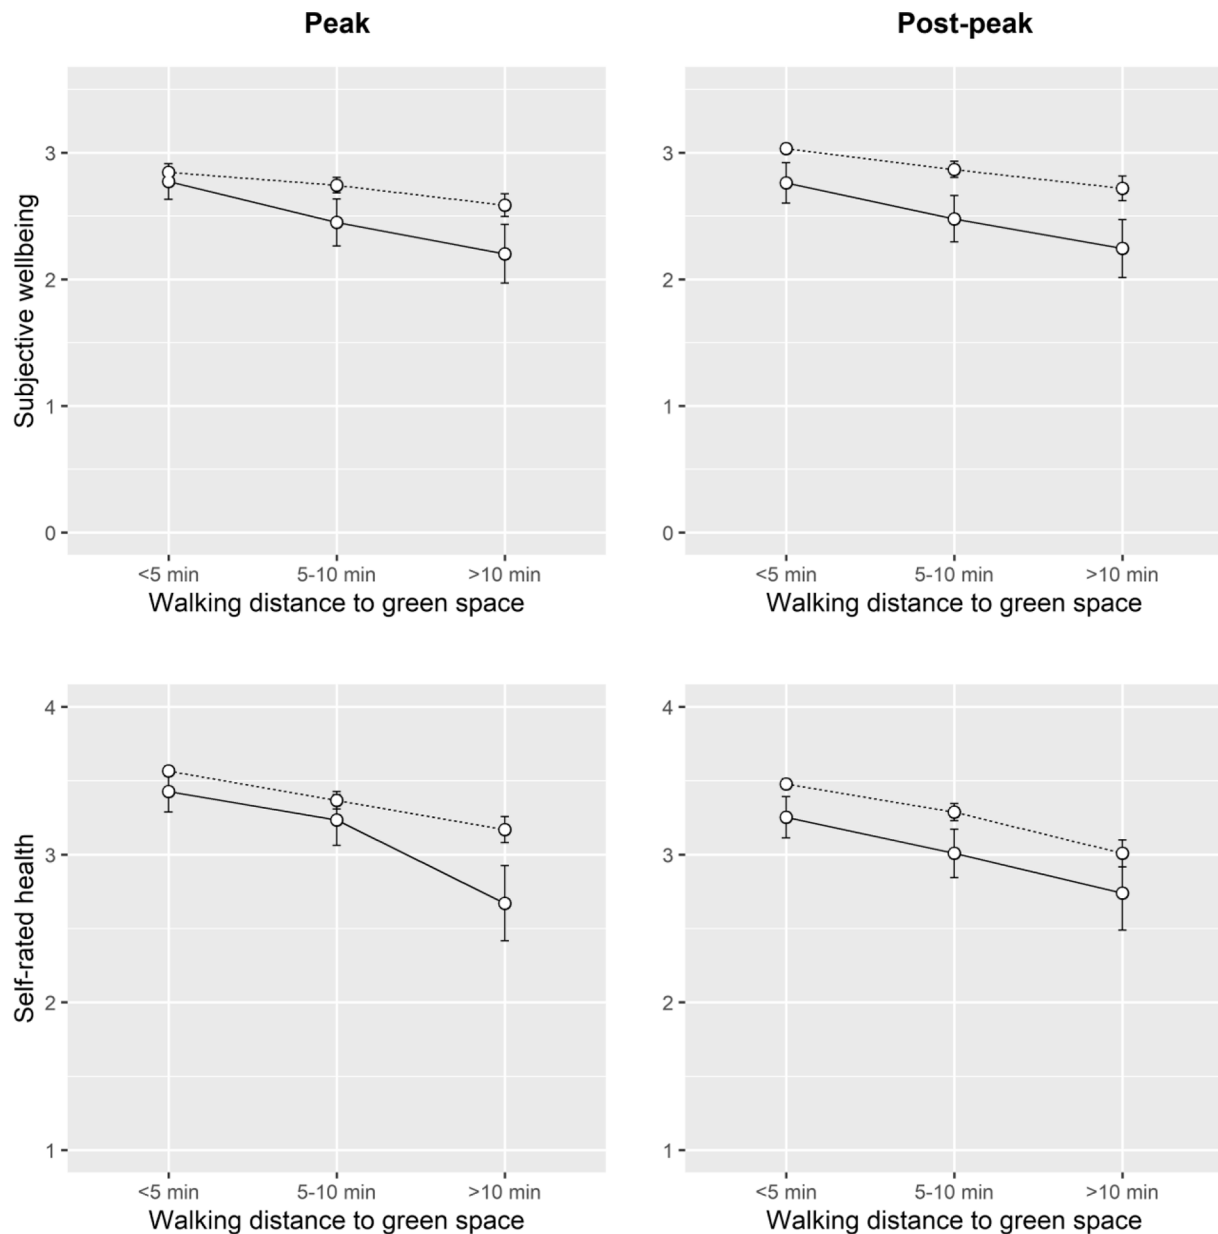 Peak
Post-peak
Subjective wellbeing
3
2
1
0
<5 min 5-10 min >10 min
Walking distance to green space
3
2
1
0
<5 min 5-10 min >10 min
Walking distance to green space
Self-rated health
4
3
2
1
<5 min 5-10 min >10 min
Walking distance to green space
4
3
2
1
<5 min 5-10 min >10 min
Walking distance to green space